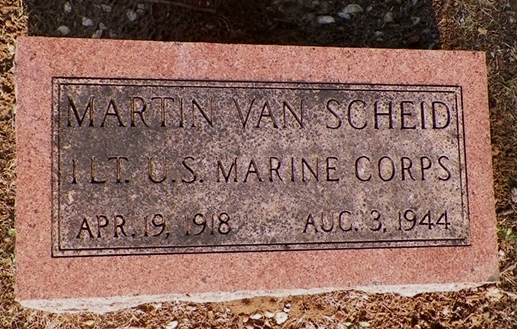 MARTIN VAN SCHEID
1 LT. U.S. MARINE CORPS
APR. 19, 1918 AUG. 3, 1944